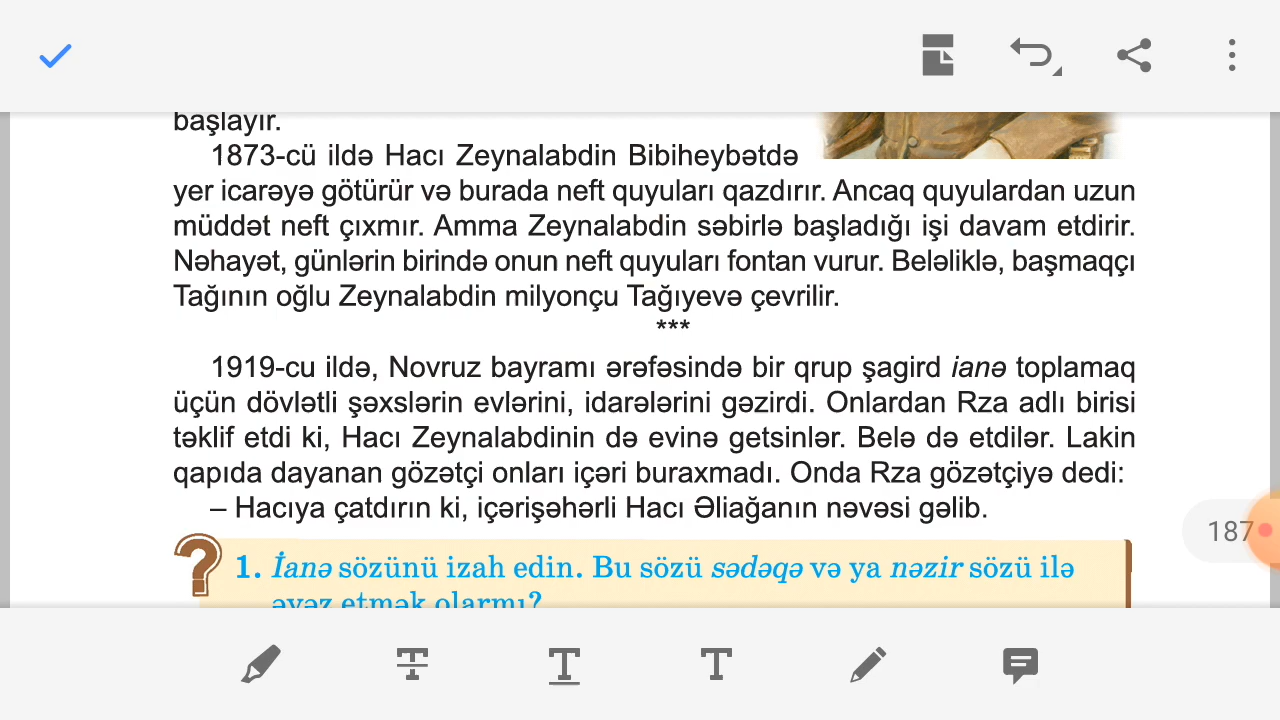 başlayır.
1873-cü ildə Hacı Zeynalabdin Bibiheybətdə
yer icarəyə götürür və burada neft quyuları qazdırır. Ancaq quyulardan uzun
müddət neft çıxmır. Amma Zeynalabdin səbirlə başladığı işi davam etdirir.
Nəhayət, günlərin birində onun neft quyuları fontan vurur. Beləliklə, başmaqçı
Tağının oğlu Zeynalabdin milyonçu Tağıyevə çevrilir.
***
1919-cu ildə, Novruz bayramı ərəfəsində bir qrup şagird ianə toplamaq
üçün dövlətli şəxslərin evlərini, idarələrini gəzirdi. Onlardan Rza adlı birisi
təklif etdi ki, Hacı Zeynalabdinin də evinə getsinlər. Belə də etdilər. Lakin
qapıda dayanan gözətçi onları içəri buraxmadı. Onda Rza gözətçiyə dedi:
– Hacıya çatdırın ki, içərişəhərli Hacı Əliağanın nəvəsi gəlib.
187
? 1. İanə sözünü izah edin. Bu sözü sədəqə və ya nəzir sözü ilə
əvəz etmək olarmı?